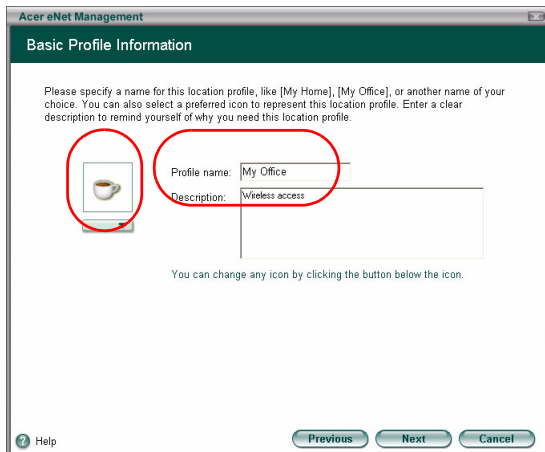 Acer eNet Management
Basic Profile Information
Please specify a name for this location profile, like [My Home], [My Office], or another name of your
choice. You can also select a preferred icon to represent this location profile. Enter a clear
description to remind yourself of why you need this location profile.
Profile name: My Office
Description: Wireless access
You can change any icon by clicking the button below the icon.
Help Previous Next Cancel